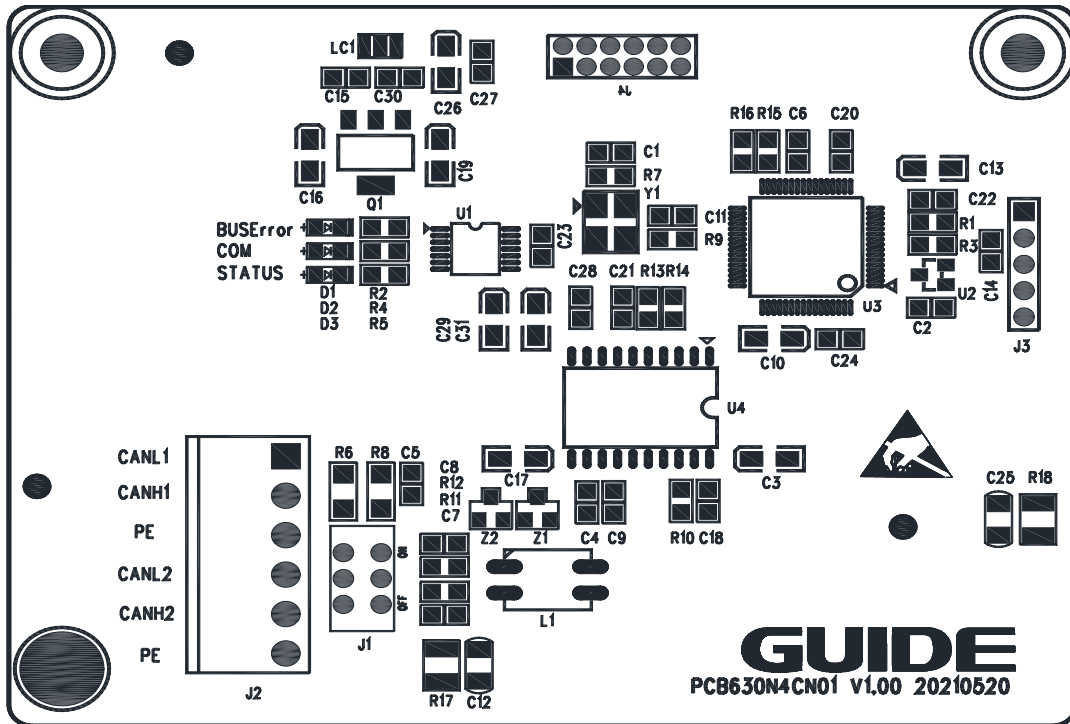 LC1
C15 C30
C26
C27
C16
C19
Q1
BUSError
COM
STATUS
D1
D2
D3
R2
R4
R5
U1
C23
C29
C31
C1
R7
Y1
C11
R9
C28
C21
R13
R14
R16
R15
C6
C20
C13
C22
R1
R3
U2
C2
C14
J3
U3
C10
C24
U4
C17
C3
CANL1
CANH1
PE
CANL2
CANH2
PE
J2
R6
R8
C5
C8
R12
R11
C7
ON
OFF
J1
Z2
Z1
C4
C9
R10
C18
L1
R17
C12
C25
R18
GUIDE
PCB630N4CN01 V1.00 20210520